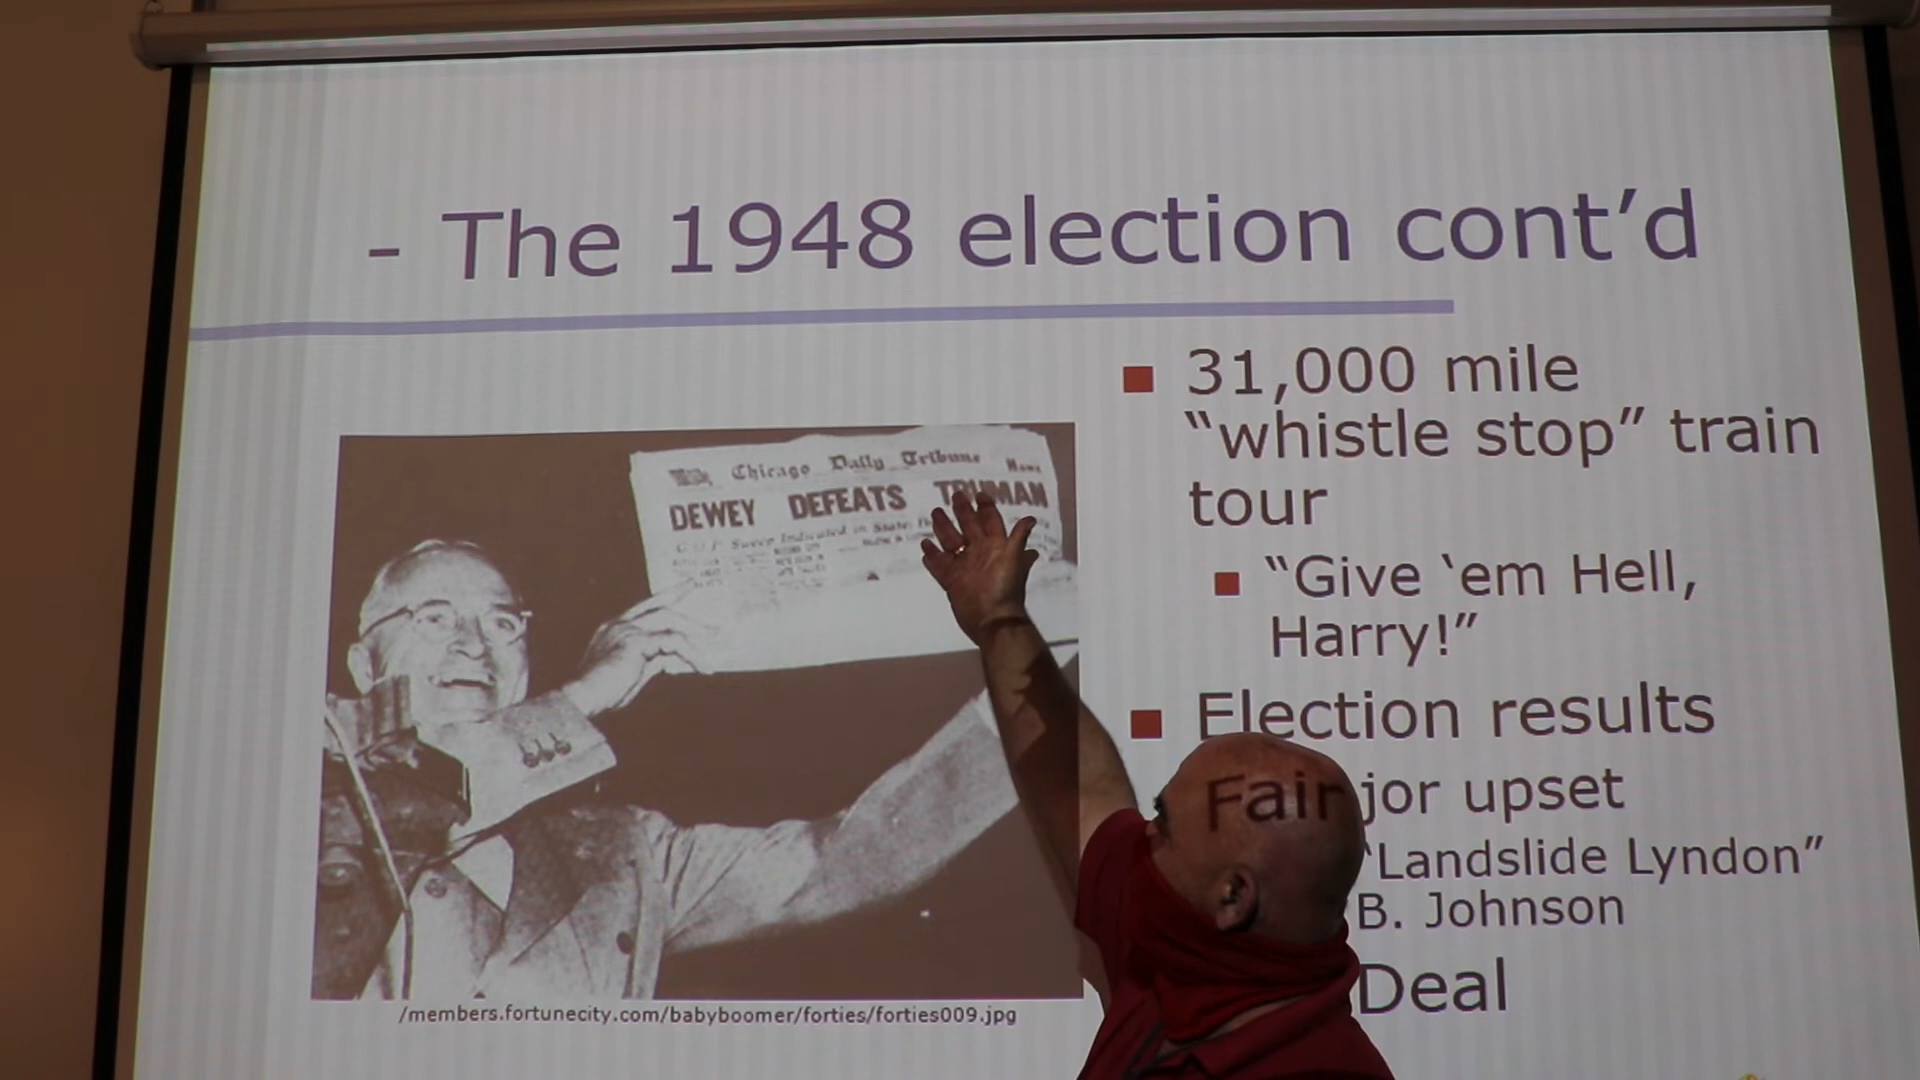 - The 1948 election cont’d
Chicago Daily Tribune
DEWEY DEFEATS TRUMAN
/members.fortunecity.com/babyboomer/forties/forties009.jpg
31,000 mile
“whistle stop” train
tour
“Give ‘em Hell,
Harry!”
Election results
jor upset
“Landslide Lyndon”
B. Johnson
Fair
Deal